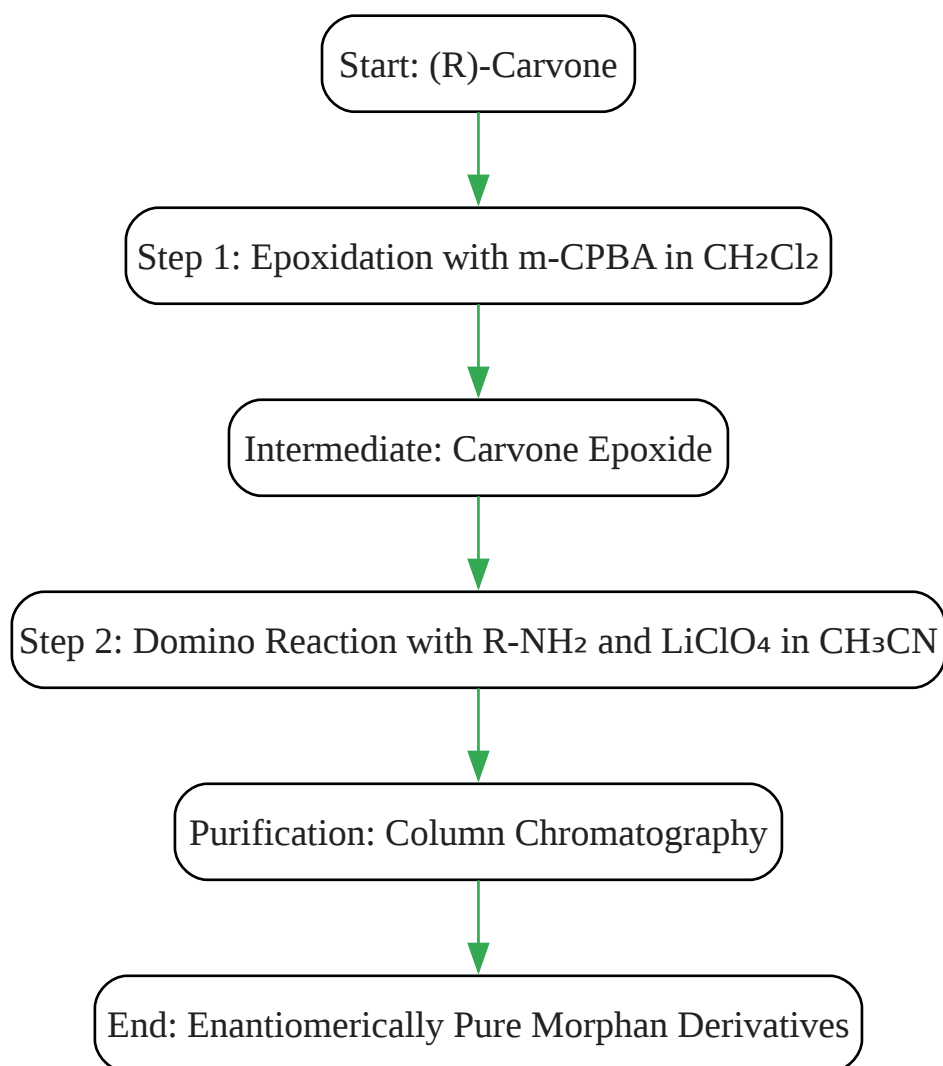 Start: (R)-Carvone
Step 1: Epoxidation with m-CPBA in CH₂Cl₂
Intermediate: Carvone Epoxide
Step 2: Domino Reaction with R-NH₂ and LiClO₄ in CH₃CN
Purification: Column Chromatography
End: Enantiomerically Pure Morphan Derivatives